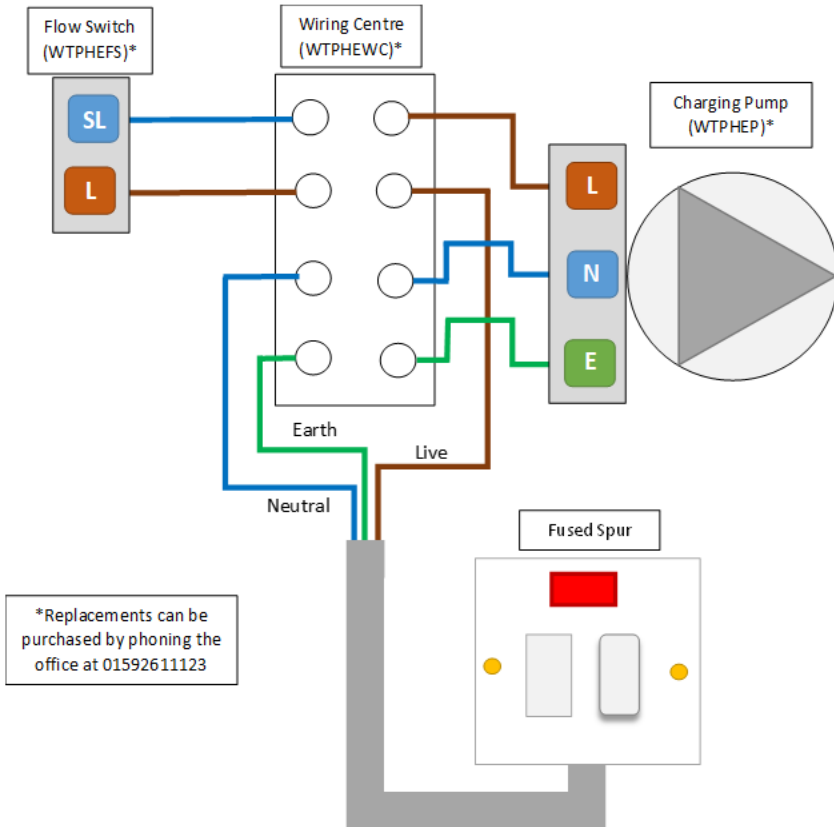 Flow Switch
(WTPHEFS)*
Wiring Centre
(WTPHEWC)*
Charging Pump
(WTPHEP)*
SL
L
L
N
E
Earth
Live
Neutral
Fused Spur
*Replacements can be
purchased by phoning the
office at 01592611123